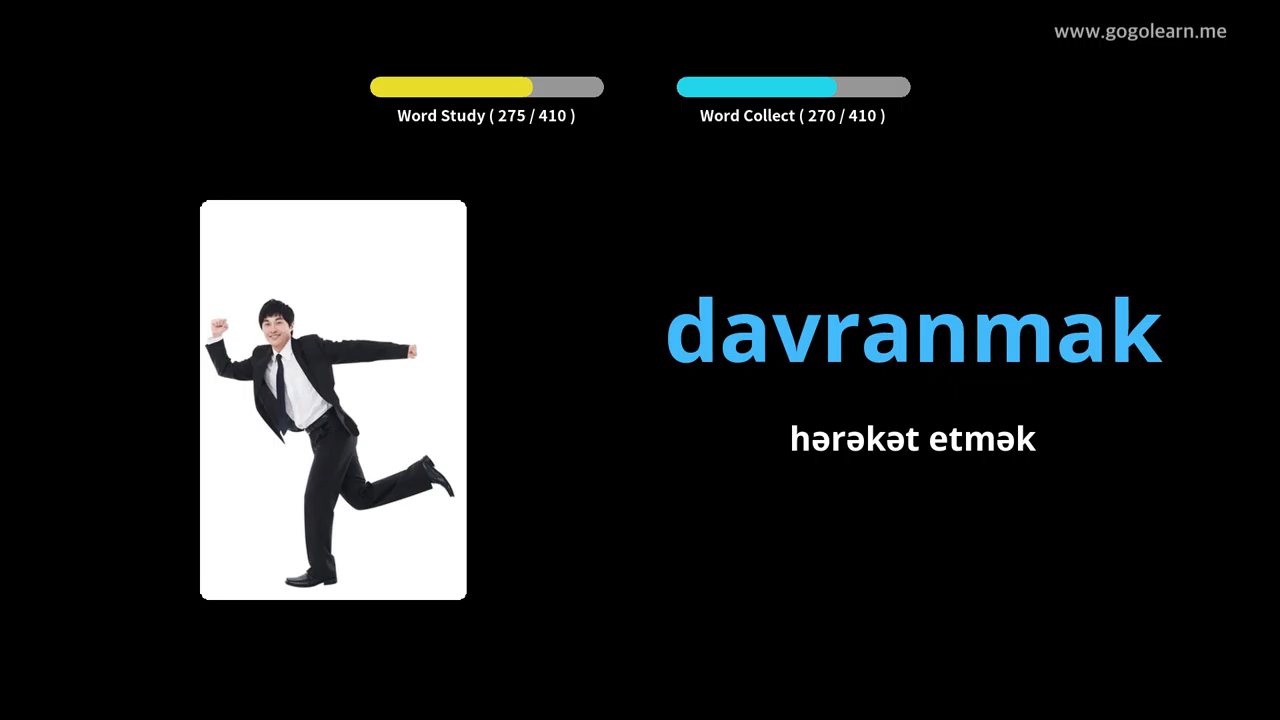 www.gogolearn.me
Word Study ( 275 / 410 )
Word Collect ( 270 / 410 )
davranmak
hərəkət etmək